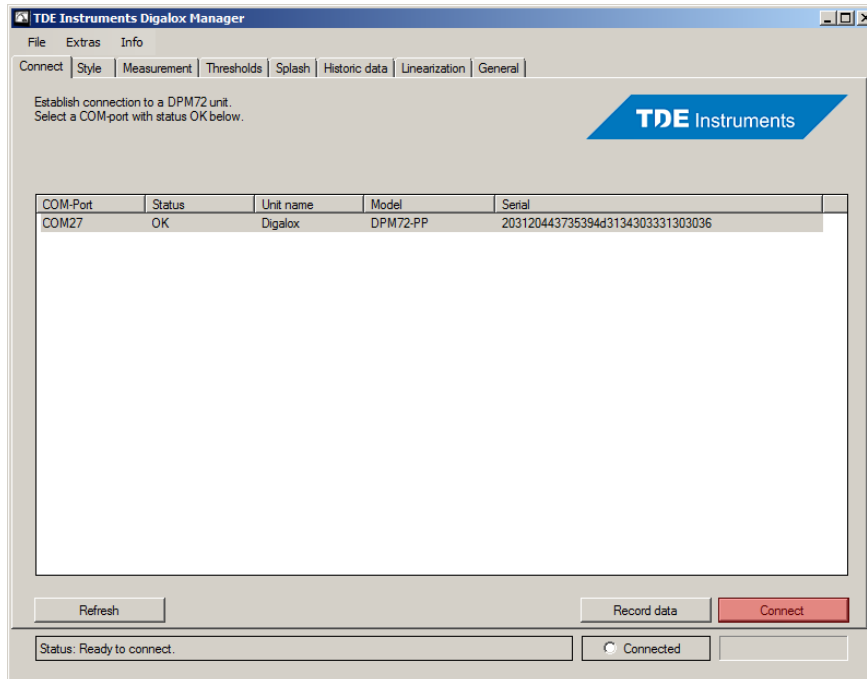 TDE Instruments Digalox Manager
File Extras Info
Connect Style Measurement Thresholds Splash Historic data Linearization General
Establish connection to a DPM72 unit.
Select a COM-port with status OK below.
TDE Instruments
COM-Port Status Unit name Model Serial
COM27 OK Digalox DPM72-PP 203120443735394d3134303331303036
Refresh Record data Connect
Status: Ready to connect. Connected